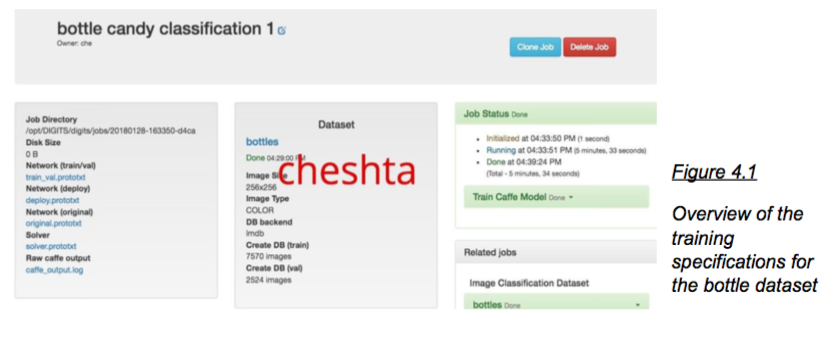 bottle candy classification 1
Owner: che
Clone Job
Delete Job
Job Directory
/opt/DIGITS/digits/jobs/20180128-163350-d4ca
Disk Size
0 B
Network (train/val)
train_val.prototxt
Network (deploy)
deploy.prototxt
Network (original)
original.prototxt
Solver
solver.prototxt
Raw caffe output
caffe_output.log
Dataset
bottles
Done 04:29:00 PM
cheshta
Image Size
256x256
Image Type
COLOR
DB backend
lmdb
Create DB (train)
7570 images
Create DB (val)
2524 images
Job Status Done
Initialized at 04:33:50 PM (1 second)
Running at 04:33:51 PM (5 minutes, 33 seconds)
Done at 04:39:24 PM
(Total - 5 minutes, 34 seconds)
Train Caffe Model Done
Related jobs
Image Classification Dataset
bottles Done
Figure 4.1
Overview of the
training
specifications for
the bottle dataset